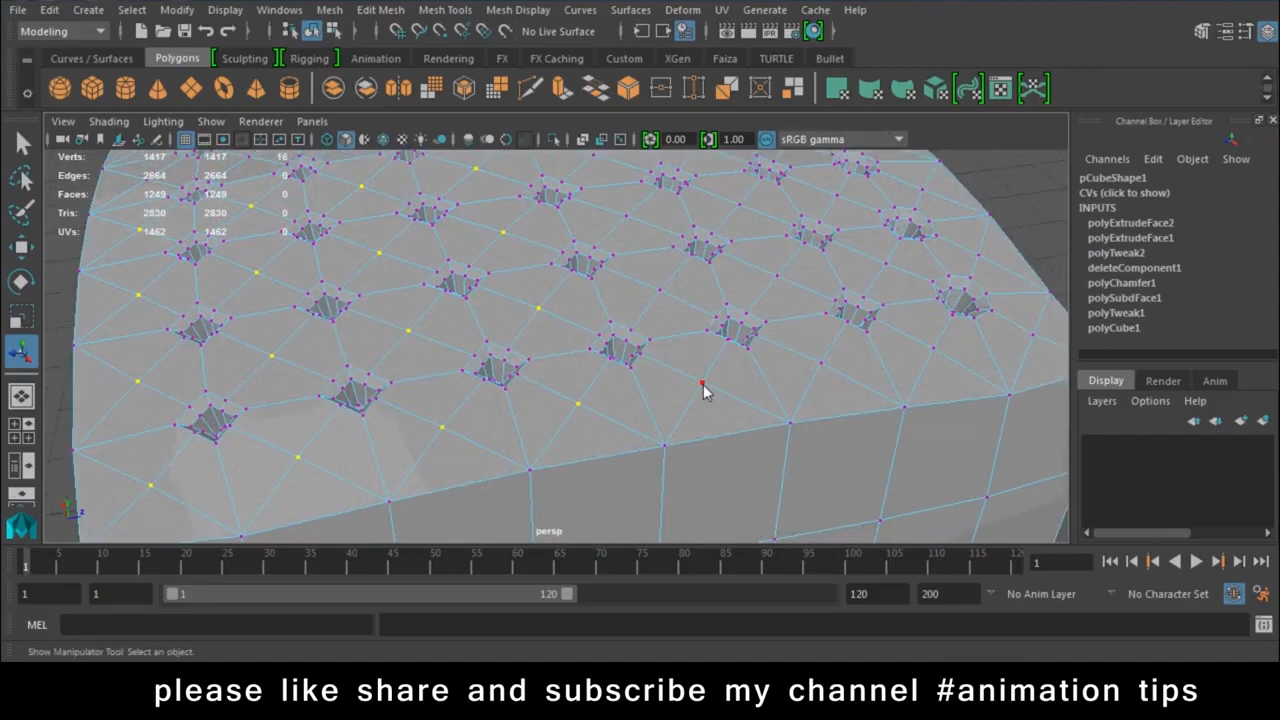 File Edit Create Select Modify Display Windows Mesh Edit Mesh Mesh Tools Mesh Display Curves Surfaces Deform UV Generate Cache Help
Modeling No Live Surface
Curves / Surfaces Polygons Sculpting Rigging Animation Rendering FX FX Caching Custom XGen Faiza TURTLE Bullet
View Shading Lighting Show Renderer Panels
0.00 1.00 sRGB gamma
Verts: 1417 1417 16
Edges: 2664 2664 0
Faces: 1249 1249 0
Tris: 2830 2830 0
UVs: 1462 1462 0
persp
Channel Box / Layer Editor
Channels Edit Object Show
pCubeShape1
CVs (click to show)
INPUTS
polyExtrudeFace2
polyExtrudeFace1
polyTweak2
deleteComponent1
polyChamfer1
polySubdFace1
polyTweak1
polyCube1
Display Render Anim
Layers Options Help
5 10 15 20 25 30 35 40 45 50 55 60 65 70 75 80 85 90 95 100 105 110 115 12
1 1
1 1 1 120 120 200 No Anim Layer No Character Set
MEL
Show Manipulator Tool: Select an object.
please like share and subscribe my channel #animation tips